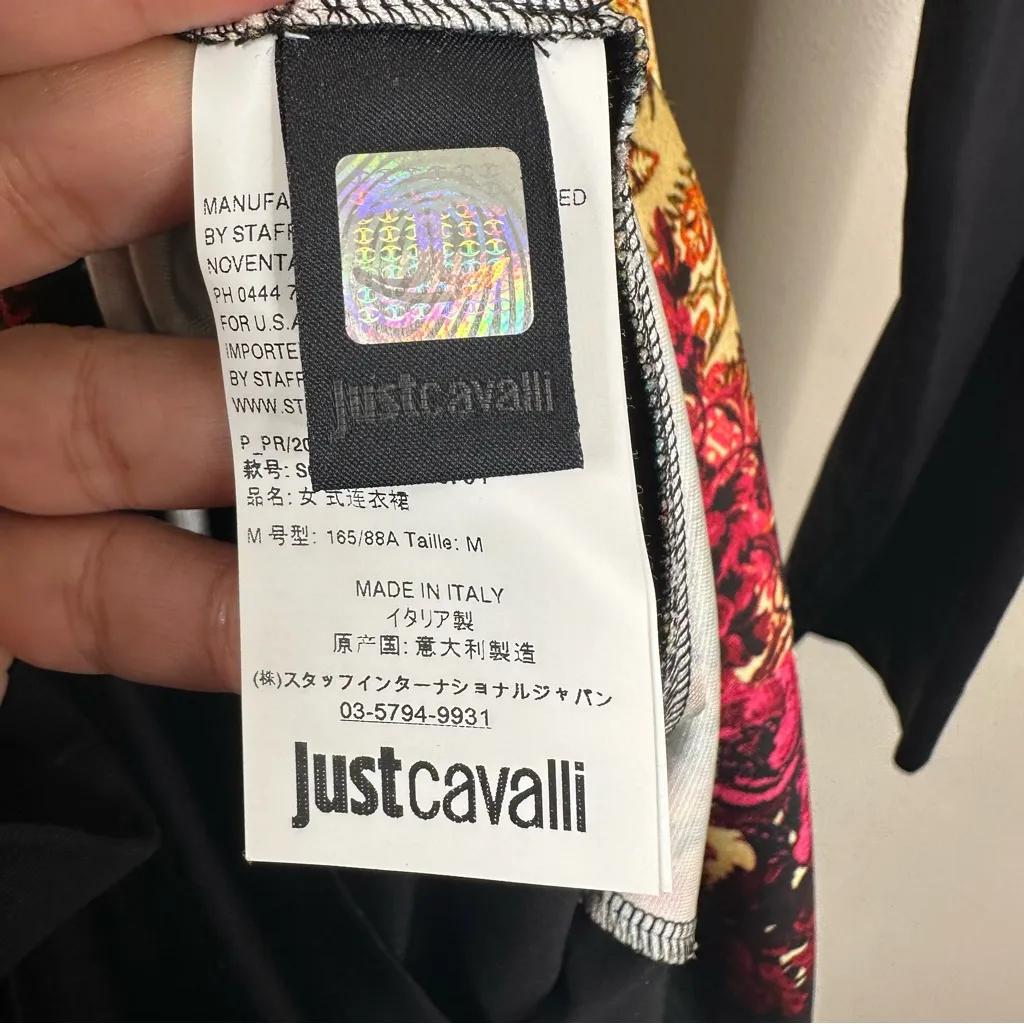 MANUFA ED
BY STAFF
NOVENTA
PH 0444 7
FOR U.S.A
IMPORTE
BY STAFF
WWW.ST
justcavalli
P_PR/20
款号: S
品名: 女式连衣裙
M 号型: 165/88A Taille: M
MADE IN ITALY
イタリア製
原产国: 意大利製造
(株)スタッフインターナショナルジャパン
03-5794-9931
justcavalli